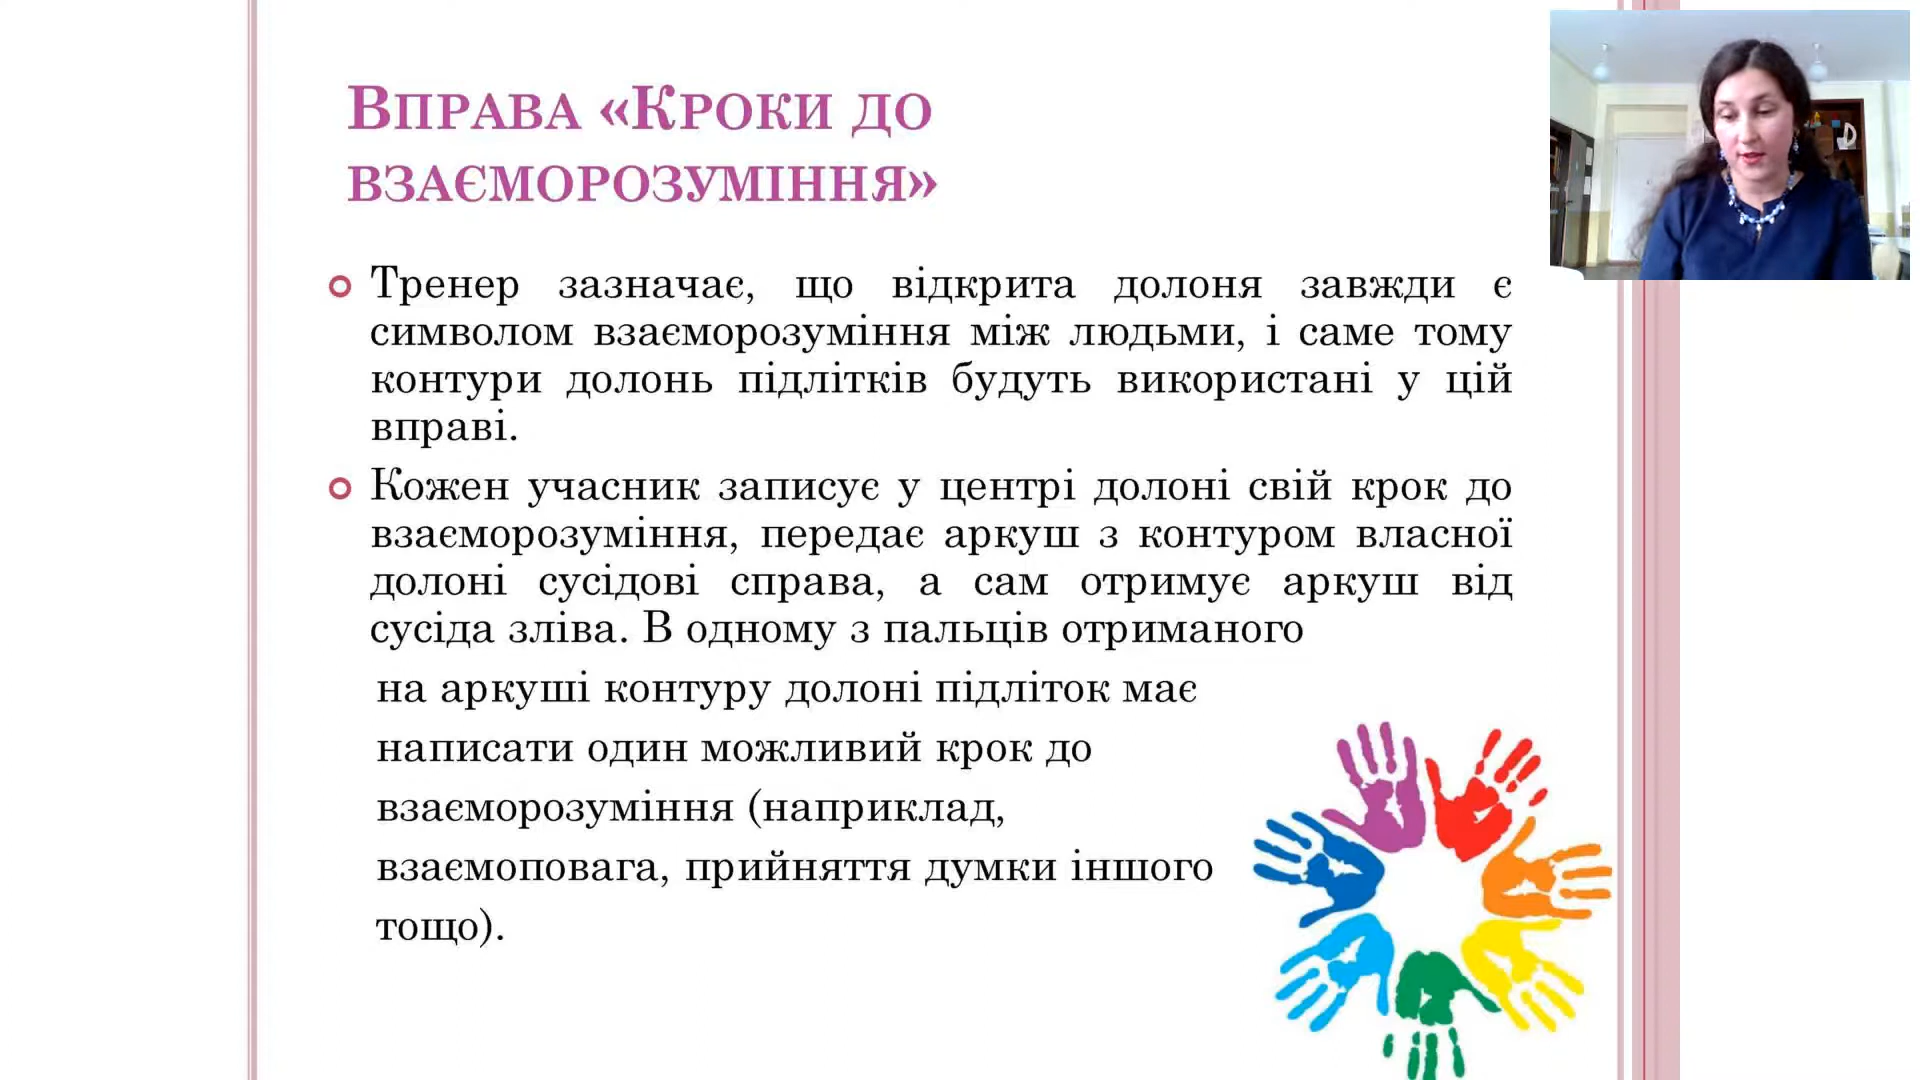 Вправа «Кроки до
взаєморозуміння»
Тренер зазначає, що відкрита долоня завжди є
символом взаєморозуміння між людьми, і саме тому
контури долонь підлітків будуть використані у цій
вправі.
Кожен учасник записує у центрі долоні свій крок до
взаєморозуміння, передає аркуш з контуром власної
долоні сусідові справа, а сам отримує аркуш від
сусіда зліва. В одному з пальців отриманого
на аркуші контуру долоні підліток має
написати один можливий крок до
взаєморозуміння (наприклад,
взаємоповага, прийняття думки іншого
тощо).